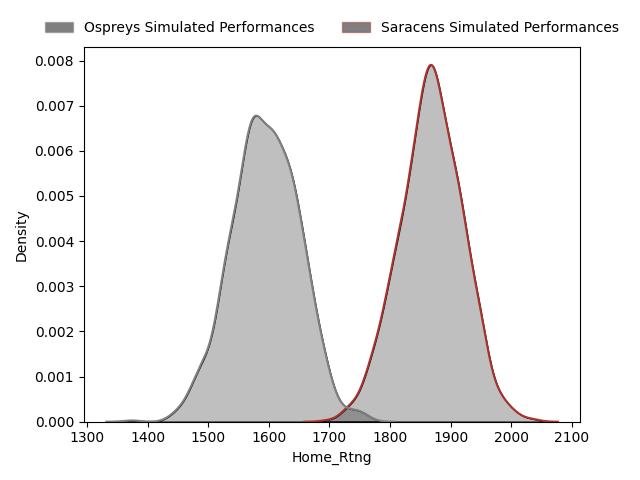 Ospreys Simulated Performances
Saracens Simulated Performances
0.008
0.007
0.006
0.005
0.004
0.003
0.002
0.001
0.000
Density
1300 1400 1500 1600 1700 1800 1900 2000 2100
Home_Rtng